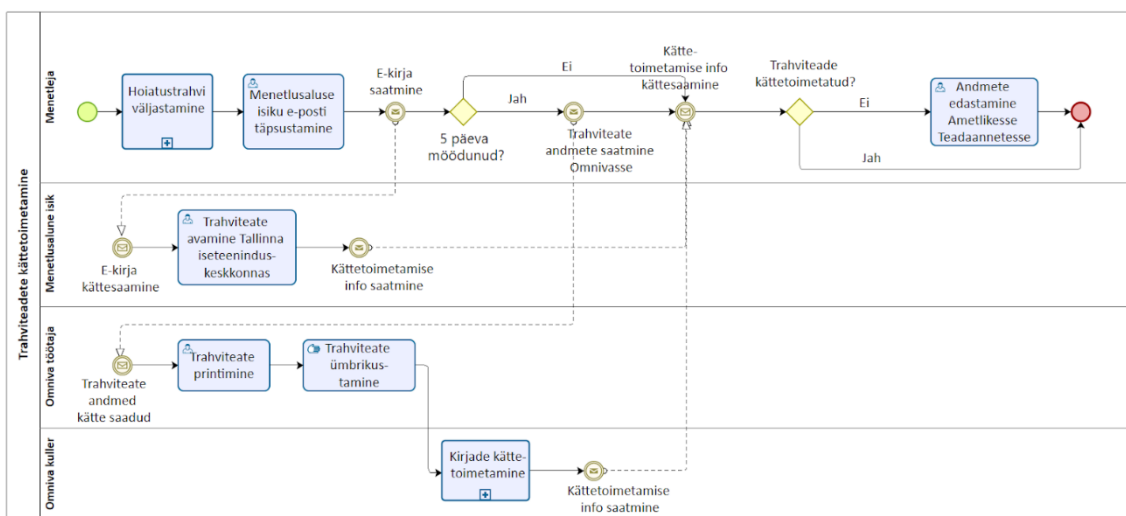 Trahviteadete kättetoimetamine
Menetleja
Hoiatustrahvi
väljastamine
Menetlusaluse
isiku e-posti
täpsustamine
E-kirja
saatmine
5 päeva
möödunud?
Ei
Jah
Trahviteate
andmete saatmine
Omnivasse
Kätte-
toimetamise info
kättesaamine
Trahviteade
kättetoimetatud?
Ei
Jah
Andmete
edastamine
Ametlikesse
Teadaannetesse
Menetlusalune isik
E-kirja
kättesaamine
Trahviteate
avamine Tallinna
iseteenindus-
keskkonnas
Kättetoimetamise
info saatmine
Omniva töötaja
Trahviteate
andmed
kätte saadud
Trahviteate
printimine
Trahviteate
ümbrikus-
tamine
Omniva kuller
Kirjade kätte-
toimetamine
Kättetoimetamise
info saatmine